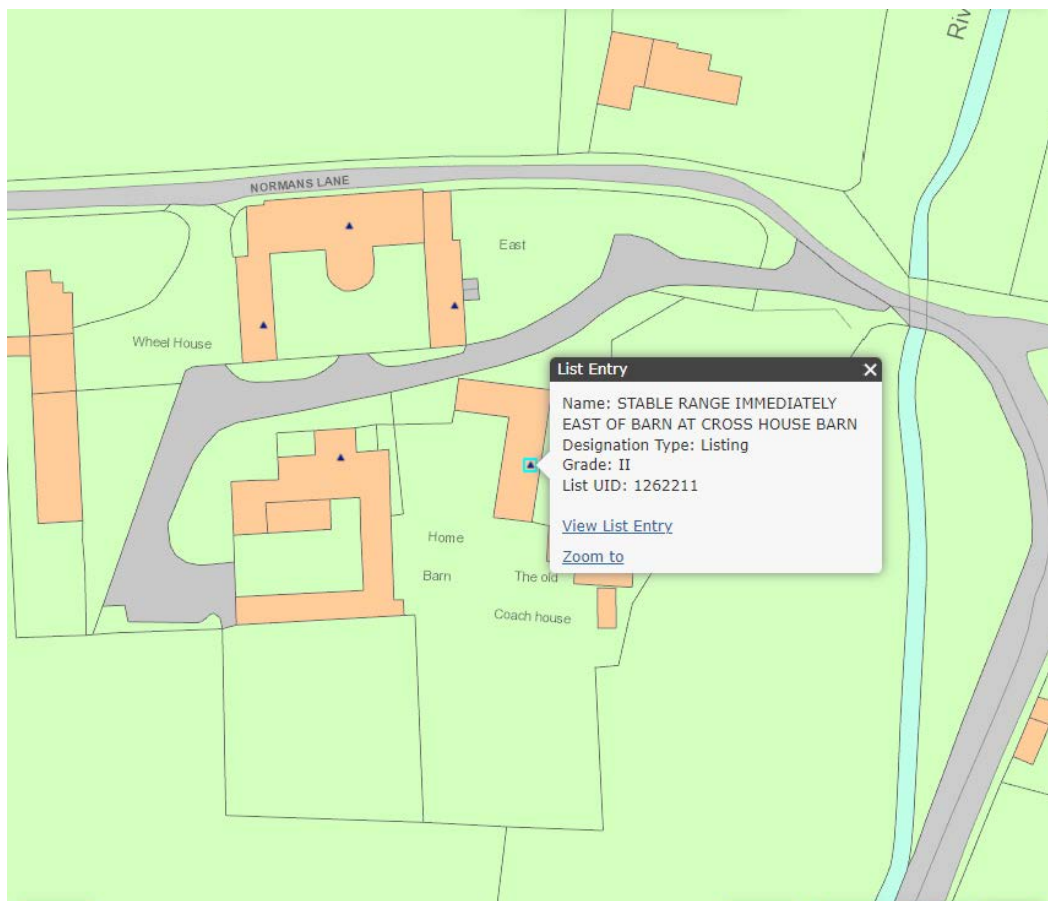 Riv
NORMANS LANE
East
Wheel House
List Entry
Name: STABLE RANGE IMMEDIATELY
EAST OF BARN AT CROSS HOUSE BARN
Designation Type: Listing
Grade: II
List UID: 1262211
View List Entry
Zoom to
Home
Barn
The old
Coach house